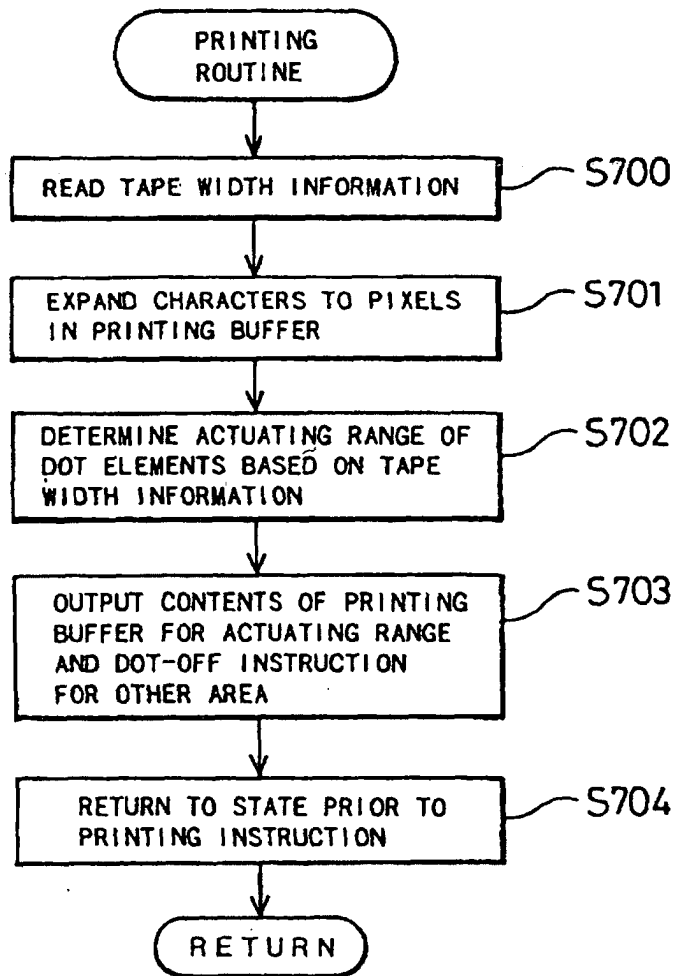 PRINTING
ROUTINE
READ TAPE WIDTH INFORMATION
S700
EXPAND CHARACTERS TO PIXELS
IN PRINTING BUFFER
S701
DETERMINE ACTUATING RANGE OF
DOT ELEMENTS BASED ON TAPE
WIDTH INFORMATION
S702
OUTPUT CONTENTS OF PRINTING
BUFFER FOR ACTUATING RANGE
AND DOT-OFF INSTRUCTION
FOR OTHER AREA
S703
RETURN TO STATE PRIOR TO
PRINTING INSTRUCTION
S704
RETURN